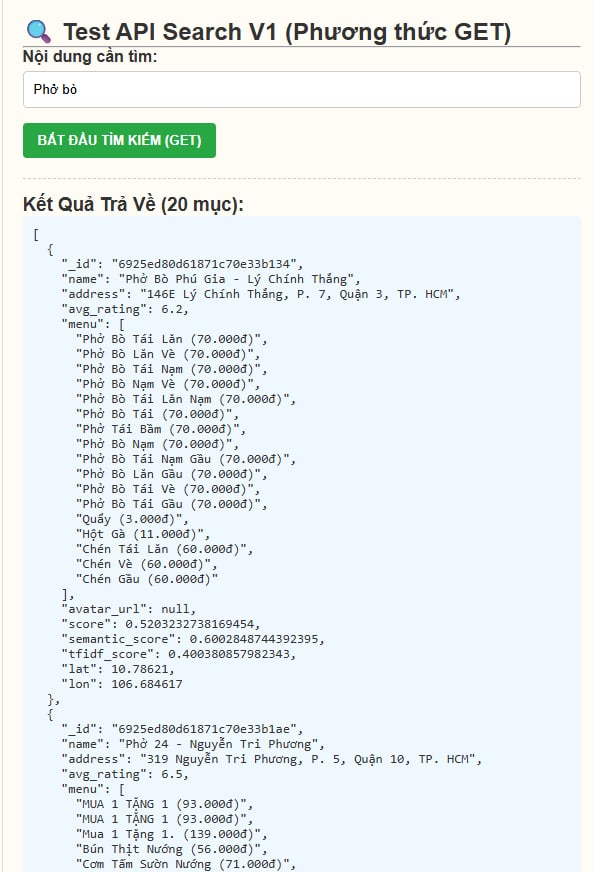 Test API Search V1 (Phương thức GET)
Nội dung cần tìm:
Phở bò
BẮT ĐẦU TÌM KIẾM (GET)
Kết Quả Trả Về (20 mục):
[
{
"_id": "6925ed80d61871c70e33b134",
"name": "Phở Bò Phú Gia - Lý Chính Thắng",
"address": "146E Lý Chính Thắng, P. 7, Quận 3, TP. HCM",
"avg_rating": 6.2,
"menu": [
"Phở Bò Tái Lăn (70.000đ)",
"Phở Bò Lăn Vè (70.000đ)",
"Phở Bò Tái Nạm (70.000đ)",
"Phở Bò Nạm Vè (70.000đ)",
"Phở Bò Tái Lăn Nạm (70.000đ)",
"Phở Bò Tái (70.000đ)",
"Phở Tái Bằm (70.000đ)",
"Phở Bò Nạm (70.000đ)",
"Phở Bò Tái Nạm Gầu (70.000đ)",
"Phở Bò Lăn Gầu (70.000đ)",
"Phở Bò Tái Vè (70.000đ)",
"Phở Bò Tái Gầu (70.000đ)",
"Quẩy (3.000đ)",
"Hột Gà (11.000đ)",
"Chén Tái Lăn (60.000đ)",
"Chén Vè (60.000đ)",
"Chén Gầu (60.000đ)"
],
"avatar_url": null,
"score": 0.5203232738169454,
"semantic_score": 0.6002848744392395,
"tfidf_score": 0.400380857982343,
"lat": 10.78621,
"lon": 106.684617
},
{
"_id": "6925ed80d61871c70e33b1ae",
"name": "Phở 24 - Nguyễn Tri Phương",
"address": "319 Nguyễn Tri Phương, P. 5, Quận 10, TP. HCM",
"avg_rating": 6.5,
"menu": [
"MUA 1 TẶNG 1 (93.000đ)",
"MUA 1 TẶNG 1 (93.000đ)",
"Mua 1 Tặng 1. (139.000đ)",
"Bún Thịt Nướng (56.000đ)",
"Cơm Tấm Sườn Nướng (71.000đ)",